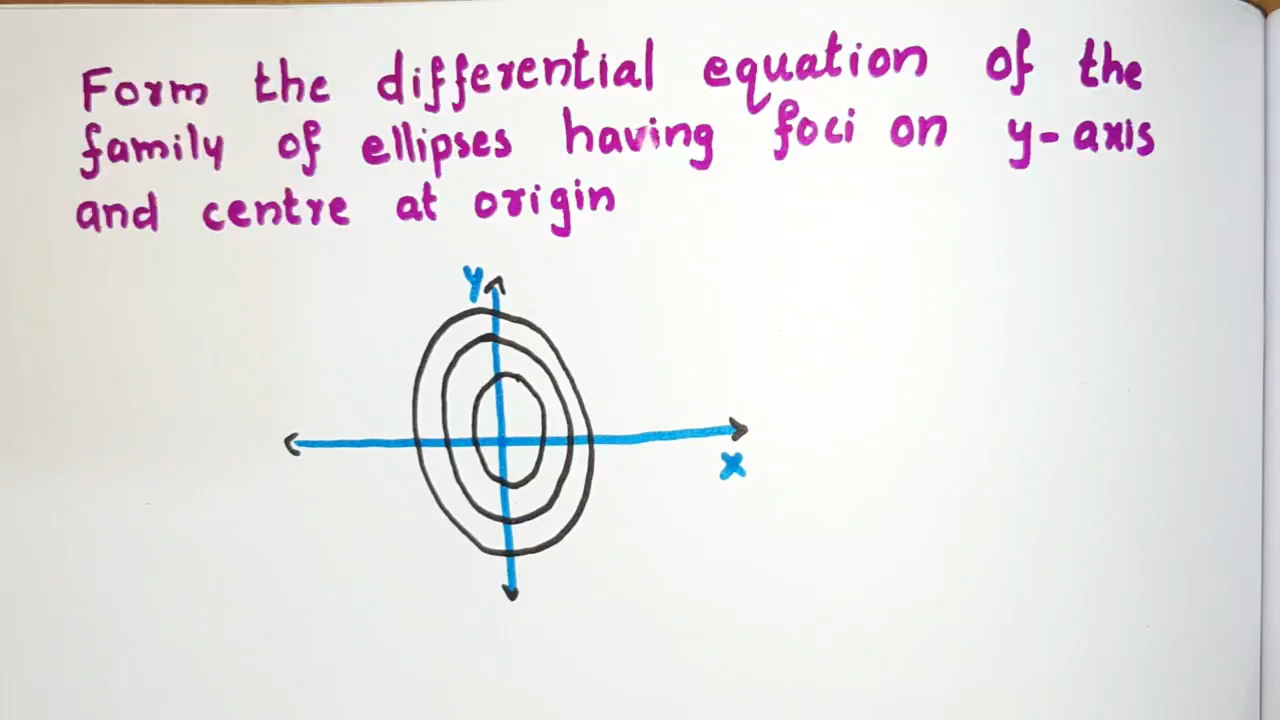 Form the differential equation of the
family of ellipses having foci on y-axis
and centre at origin
Y
X